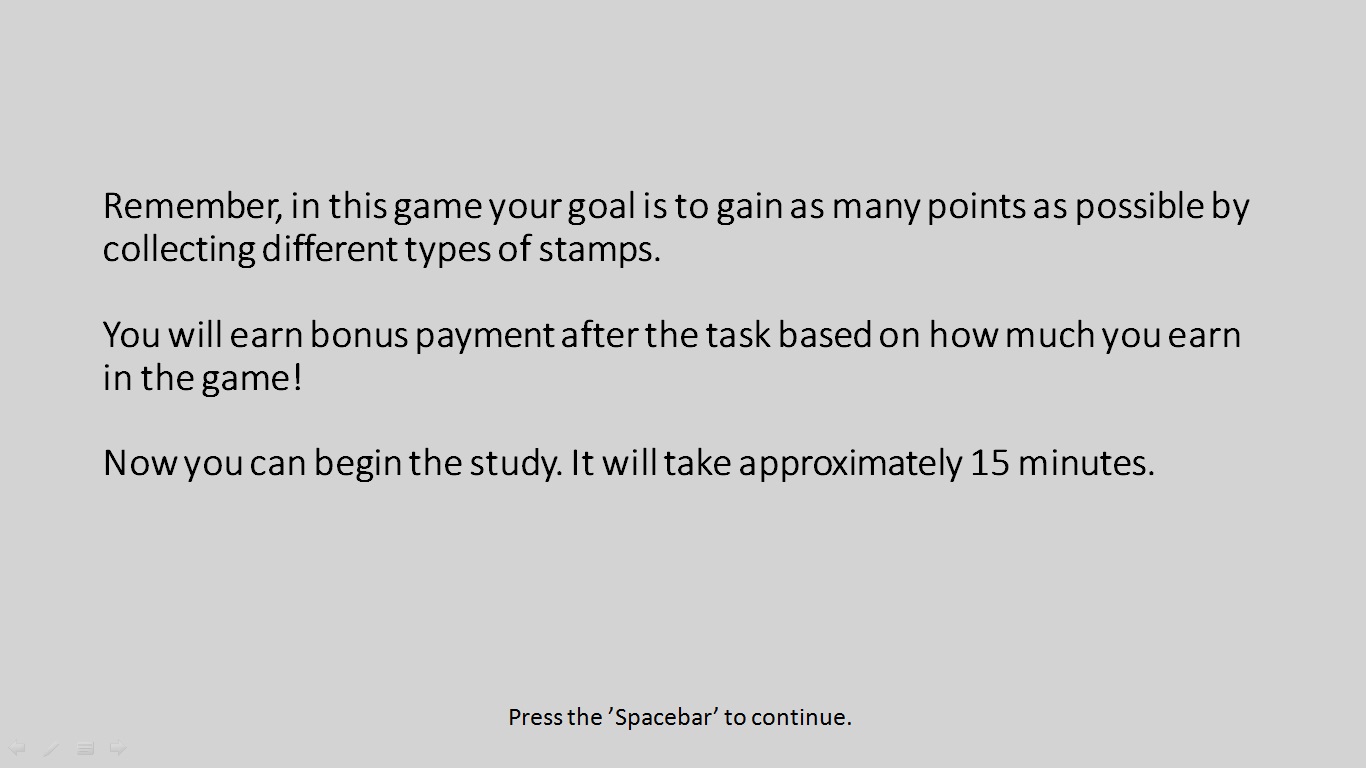 Remember, in this game your goal is to gain as many points as possible by
collecting different types of stamps.
You will earn bonus payment after the task based on how much you earn
in the game!
Now you can begin the study. It will take approximately 15 minutes.
Press the ’Spacebar’ to continue.